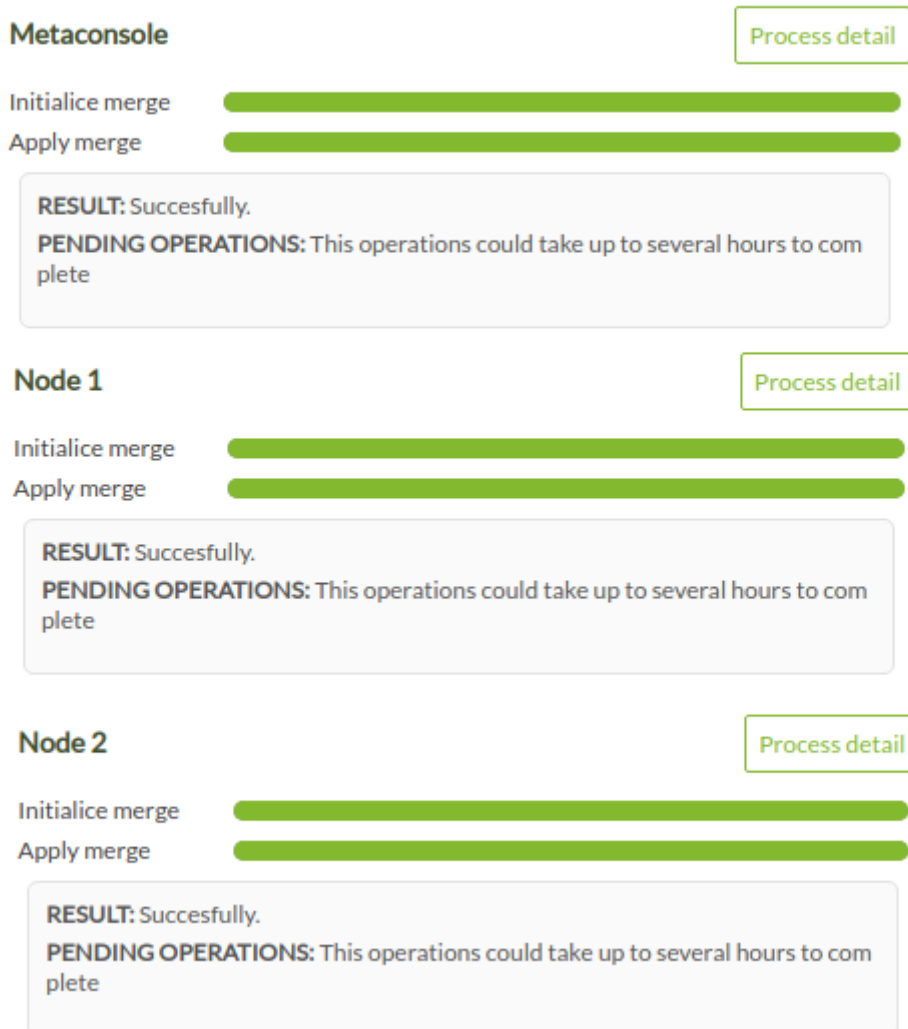 Metaconsole
Process detail
Initialice merge
Apply merge
RESULT: Succesfully.
PENDING OPERATIONS: This operations could take up to several hours to com
plete
Node 1
Process detail
Initialice merge
Apply merge
RESULT: Succesfully.
PENDING OPERATIONS: This operations could take up to several hours to com
plete
Node 2
Process detail
Initialice merge
Apply merge
RESULT: Succesfully.
PENDING OPERATIONS: This operations could take up to several hours to com
plete